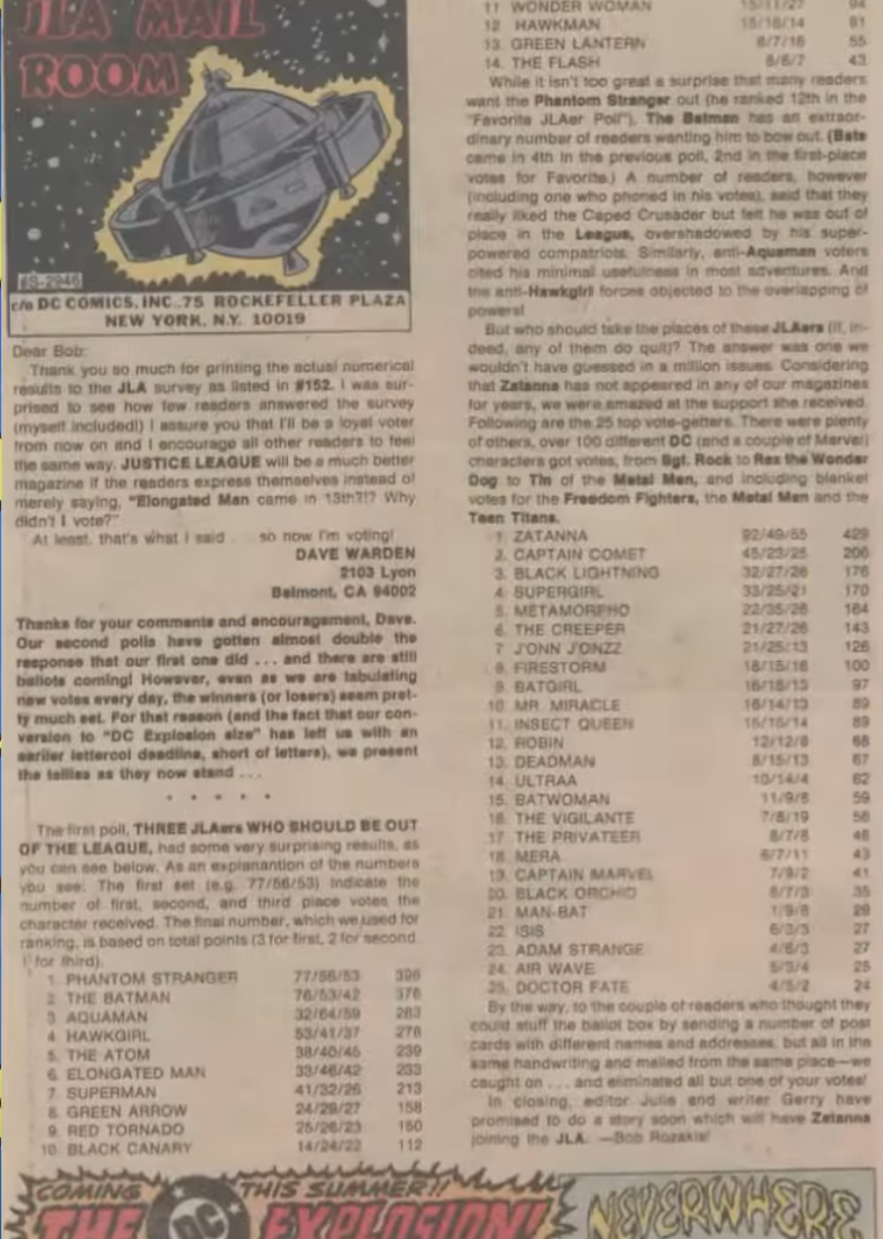 JLA MAIL
ROOM
#S-2946
c/o DC COMICS, INC. 75 ROCKEFELLER PLAZA
NEW YORK, N.Y. 10019
Dear Bob:
Thank you so much for printing the actual numerical
results to the JLA survey as listed in #152. I was sur-
prised to see how few readers answered the survey
(myself included!) I assure you that I'll be a loyal voter
from now on and I encourage all other readers to feel
the same way. JUSTICE LEAGUE will be a much better
magazine if the readers express themselves instead of
merely saying, "Elongated Man came in 13th?!? Why
didn't I vote?"
At least, that's what I said . . . so now I'm voting!
DAVE WARDEN
2103 Lyon
Belmont, CA 94002
Thanks for your comments and encouragement, Dave.
Our second polls have gotten almost double the
response that our first one did . . . and there are still
ballots coming! However, even as we are tabulating
new votes every day, the winners (or losers) seem pret-
ty much set. For that reason (and the fact that our con-
version to "DC Explosion size" has left us with an
earlier lettercol deadline, short of letters), we present
the tallies as they now stand . . .
* * * * *
The first poll, THREE JLAers WHO SHOULD BE OUT
OF THE LEAGUE, had some very surprising results, as
you can see below. As an explanantion of the numbers
you see: The first set (e.g. 77/56/53) indicate the
number of first, second, and third place votes the
character received. The final number, which we used for
ranking, is based on total points (3 for first, 2 for second,
1 for third).
1. PHANTOM STRANGER 77/56/53 396
2. THE BATMAN 76/53/42 376
3. AQUAMAN 32/64/59 283
4. HAWKGIRL 53/41/37 278
5. THE ATOM 38/40/45 239
6. ELONGATED MAN 33/46/42 233
7. SUPERMAN 41/32/26 213
8. GREEN ARROW 24/29/27 158
9. RED TORNADO 25/26/23 150
10. BLACK CANARY 14/24/22 112
11. WONDER WOMAN 15/11/27 94
12. HAWKMAN 15/16/14 91
13. GREEN LANTERN 6/7/16 55
14. THE FLASH 8/6/7 43
While it isn't too great a surprise that many readers
want the Phantom Stranger out (he ranked 12th in the
"Favorite JLAer Poll"), The Batman has an extraor-
dinary number of readers wanting him to bow out. (Bats
came in 4th in the previous poll, 2nd in the first-place
votes for Favorite.) A number of readers, however
(including one who phoned in his votes), said that they
really liked the Caped Crusader but felt he was out of
place in the League, overshadowed by his super-
powered compatriots. Similarly, anti-Aquaman voters
cited his minimal usefulness in most adventures. And
the anti-Hawkgirl forces objected to the overlapping of
powers!
But who should take the places of these JLAers (if, in-
deed, any of them do quit)? The answer was one we
wouldn't have guessed in a million issues. Considering
that Zatanna has not appeared in any of our magazines
for years, we were amazed at the support she received.
Following are the 25 top vote-getters. There were plenty
of others, over 100 different DC (and a couple of Marvel)
characters got votes, from Sgt. Rock to Rex the Wonder
Dog to Tin of the Metal Men, and including blanket
votes for the Freedom Fighters, the Metal Men and the
Teen Titans.
1. ZATANNA 92/49/55 429
2. CAPTAIN COMET 45/23/25 206
3. BLACK LIGHTNING 32/27/26 176
4. SUPERGIRL 33/25/21 170
5. METAMORPHO 22/35/28 164
6. THE CREEPER 21/27/26 143
7. J'ONN J'ONZZ 21/25/13 126
8. FIRESTORM 18/15/16 100
9. BATGIRL 16/18/13 97
10. MR. MIRACLE 16/14/13 89
11. INSECT QUEEN 15/15/14 89
12. ROBIN 12/12/8 68
13. DEADMAN 8/15/13 67
14. ULTRAA 10/14/4 62
15. BATWOMAN 11/9/8 59
16. THE VIGILANTE 7/8/19 56
17. THE PRIVATEER 8/7/8 46
18. MERA 6/7/11 43
19. CAPTAIN MARVEL 7/9/2 41
20. BLACK ORCHID 6/7/3 35
21. MAN-BAT 1/9/8 29
22. ISIS 6/3/3 27
23. ADAM STRANGE 4/6/3 27
24. AIR WAVE 5/3/4 25
25. DOCTOR FATE 4/5/2 24
By the way, to the couple of readers who thought they
could stuff the ballot box by sending a number of post
cards with different names and addresses, but all in the
same handwriting and mailed from the same place—we
caught on . . . and eliminated all but one of your votes!
In closing, editor Julie and writer Gerry have
promised to do a story soon which will have Zatanna
joining the JLA. —Bob Rozakis!
COMING THIS SUMMER!!
THE DC EXPLOSION!
NEVERWHERE